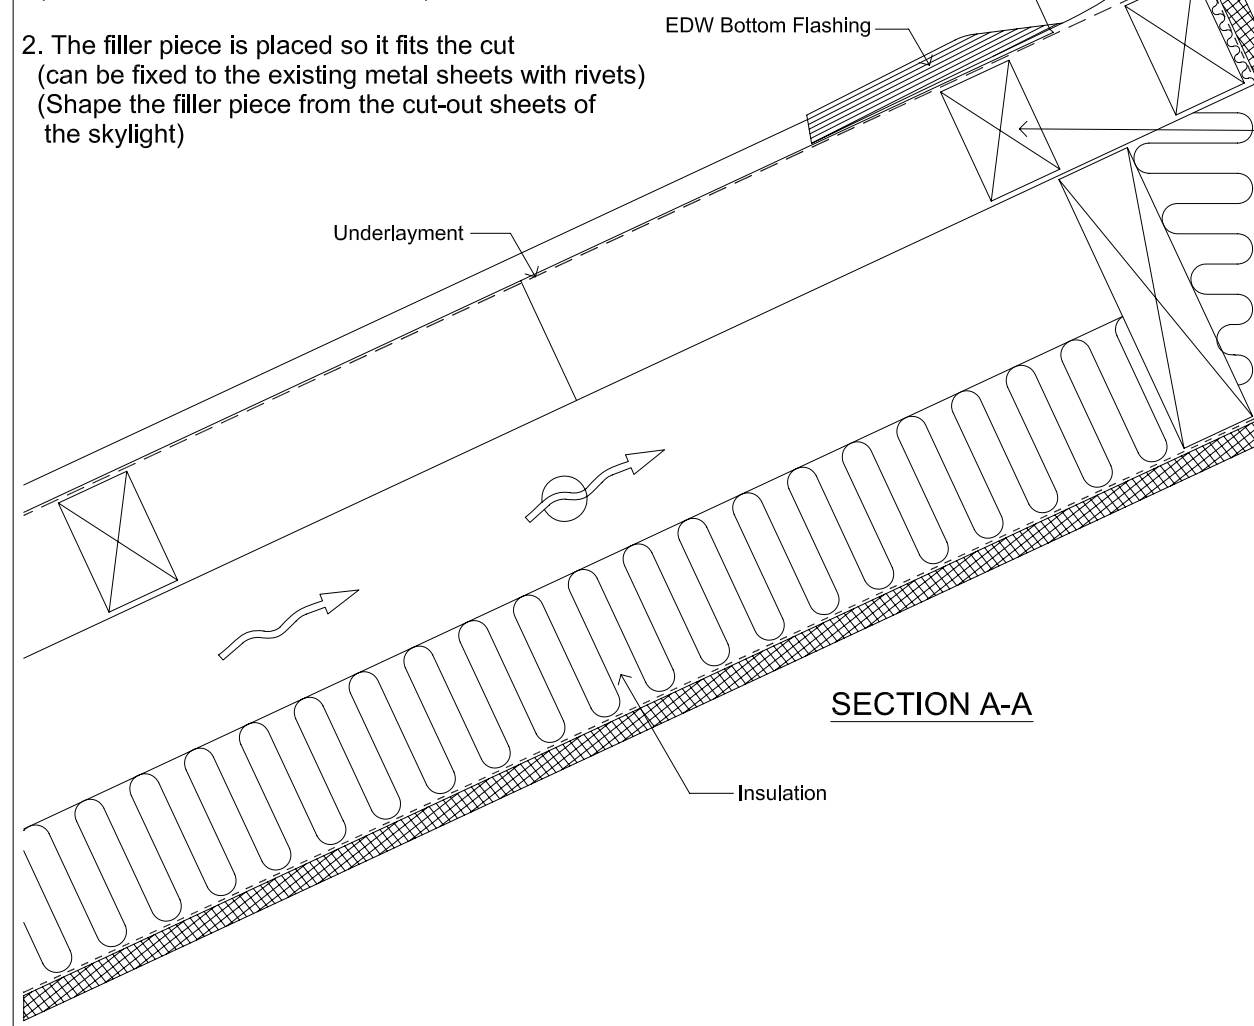 2. The filler piece is placed so it fits the cut
(can be fixed to the existing metal sheets with rivets)
(Shape the filler piece from the cut-out sheets of
the skylight)
EDW Bottom Flashing
Underlayment
SECTION A-A
Insulation